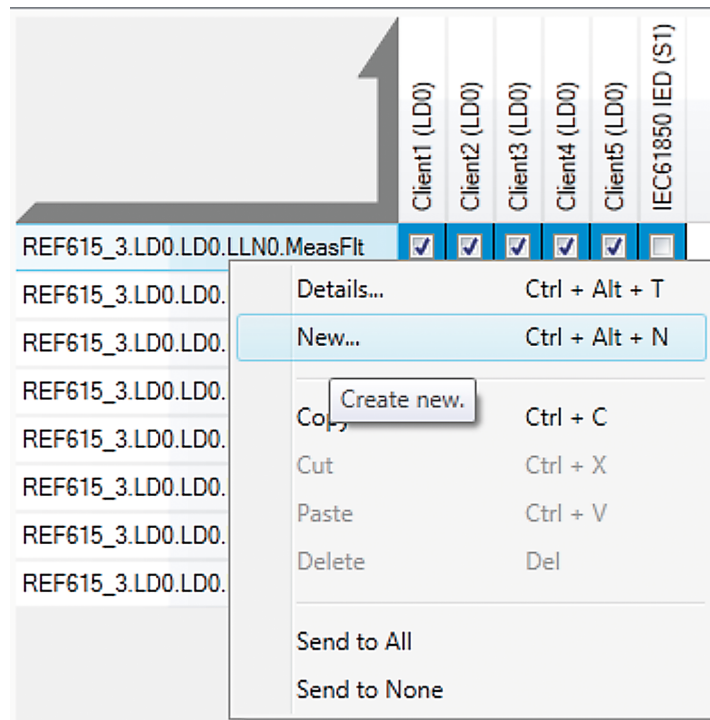 Client1 (LD0)
Client2 (LD0)
Client3 (LD0)
Client4 (LD0)
Client5 (LD0)
IEC61850 IED (S1)
REF615_3.LD0.LD0.LLN0.MeasFlt
REF615_3.LD0.LD0.
REF615_3.LD0.LD0.
REF615_3.LD0.LD0.
REF615_3.LD0.LD0.
REF615_3.LD0.LD0.
REF615_3.LD0.LD0.
REF615_3.LD0.LD0.
Details... Ctrl + Alt + T
New... Ctrl + Alt + N
Create new.
Copy Ctrl + C
Cut Ctrl + X
Paste Ctrl + V
Delete Del
Send to All
Send to None